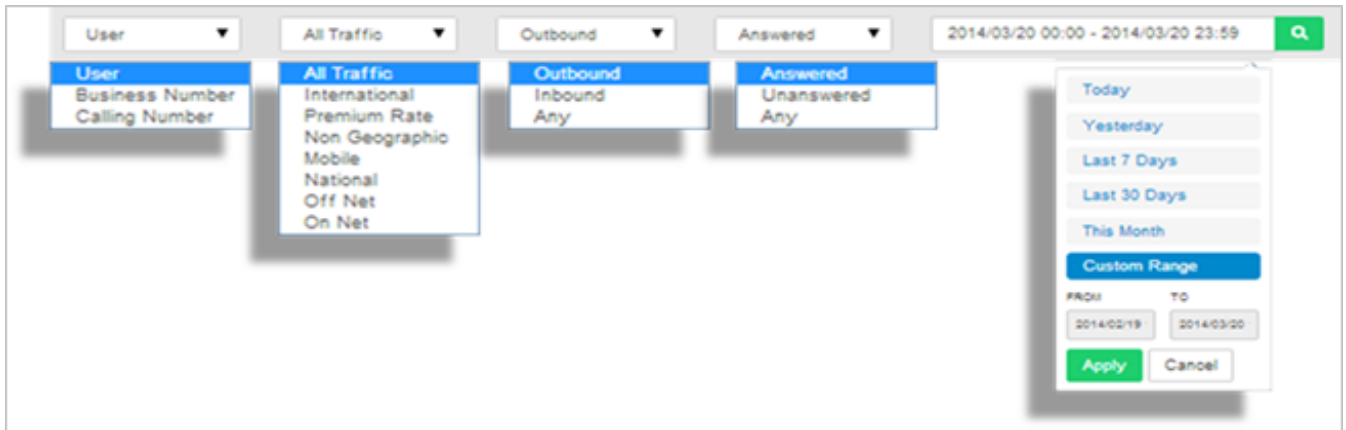 User ▼ All Traffic ▼ Outbound ▼ Answered ▼ 2014/03/20 00:00 - 2014/03/20 23:59
User
Business Number
Calling Number
All Traffic
International
Premium Rate
Non Geographic
Mobile
National
Off Net
On Net
Outbound
Inbound
Any
Answered
Unanswered
Any
Today
Yesterday
Last 7 Days
Last 30 Days
This Month
Custom Range
FROM TO
2014/02/19 2014/03/20
Apply Cancel